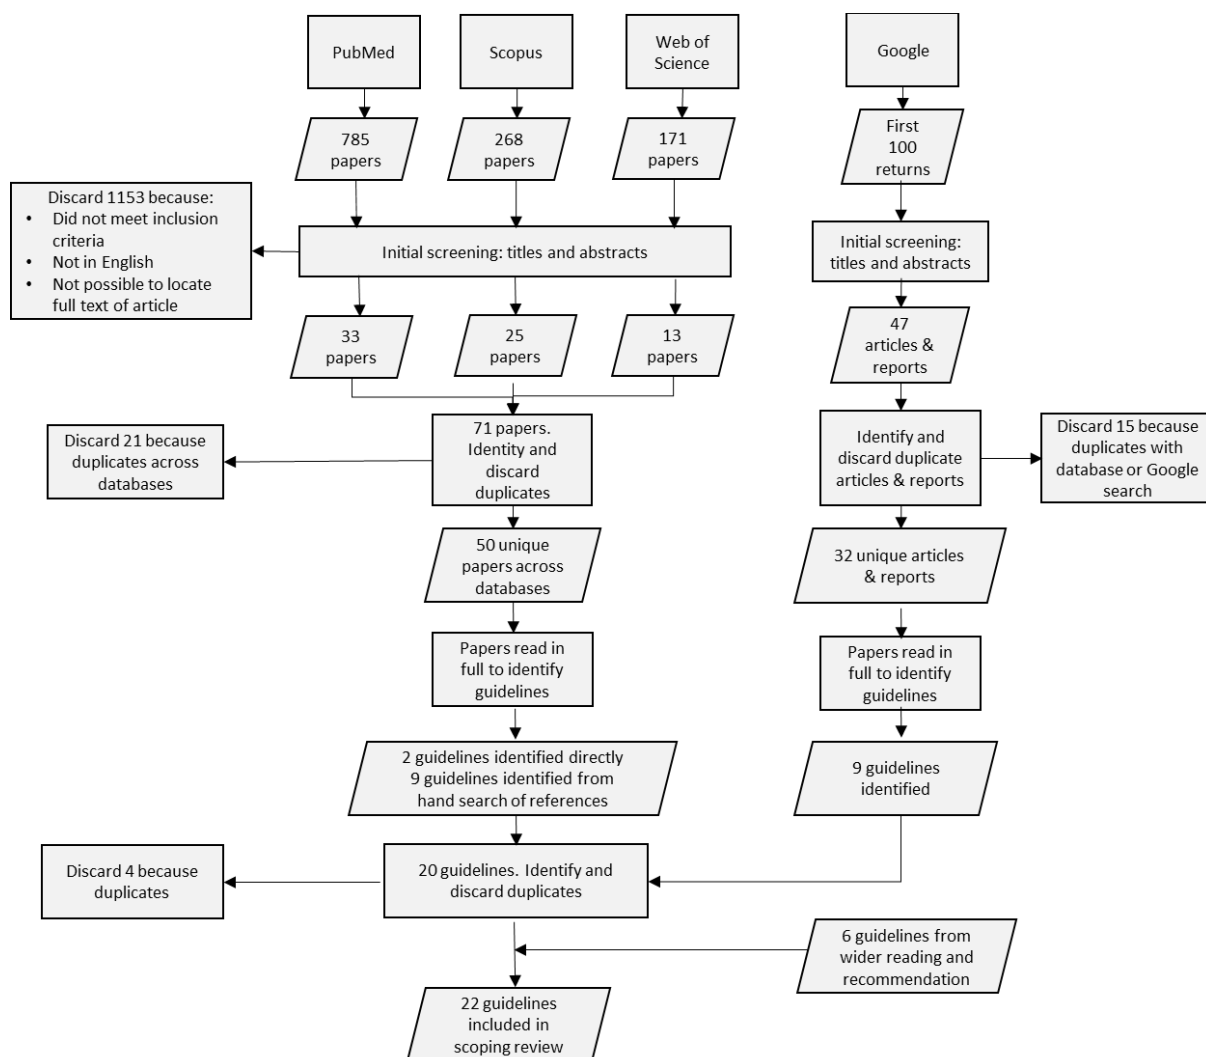 PubMed
Scopus
Web of
Science
Google
785
papers
268
papers
171
papers
First
100
returns
Discard 1153 because:
• Did not meet inclusion
criteria
• Not in English
• Not possible to locate
full text of article
Initial screening: titles and abstracts
Initial screening:
titles and abstracts
33
papers
25
papers
13
papers
47
articles &
reports
Discard 21 because
duplicates across
databases
71 papers.
Identity and
discard
duplicates
Identify and
discard duplicate
articles & reports
Discard 15 because
duplicates with
database or Google
search
50 unique
papers across
databases
32 unique articles
& reports
Papers read in
full to identify
guidelines
Papers read in
full to identify
guidelines
2 guidelines identified directly
9 guidelines identified from
hand search of references
9 guidelines
identified
Discard 4 because
duplicates
20 guidelines. Identify and
discard duplicates
6 guidelines from
wider reading and
recommendation
22 guidelines
included in
scoping review